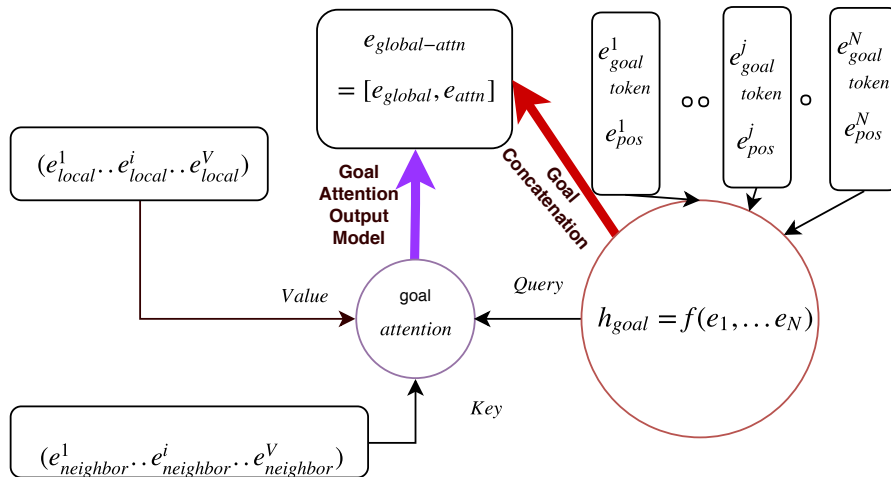 e_{global-attn}
= [e_{global}, e_{attn}]
e^1_{goal token}
e^1_{pos}
e^j_{goal token}
e^j_{pos}
e^N_{goal token}
e^N_{pos}
(e^1_{local}..e^i_{local}..e^V_{local})
Goal
Attention
Output
Model
Goal
Concatenation
Value
goal
attention
Query
h_{goal} = f(e_1, ... e_N)
Key
(e^1_{neighbor}..e^i_{neighbor}..e^V_{neighbor})